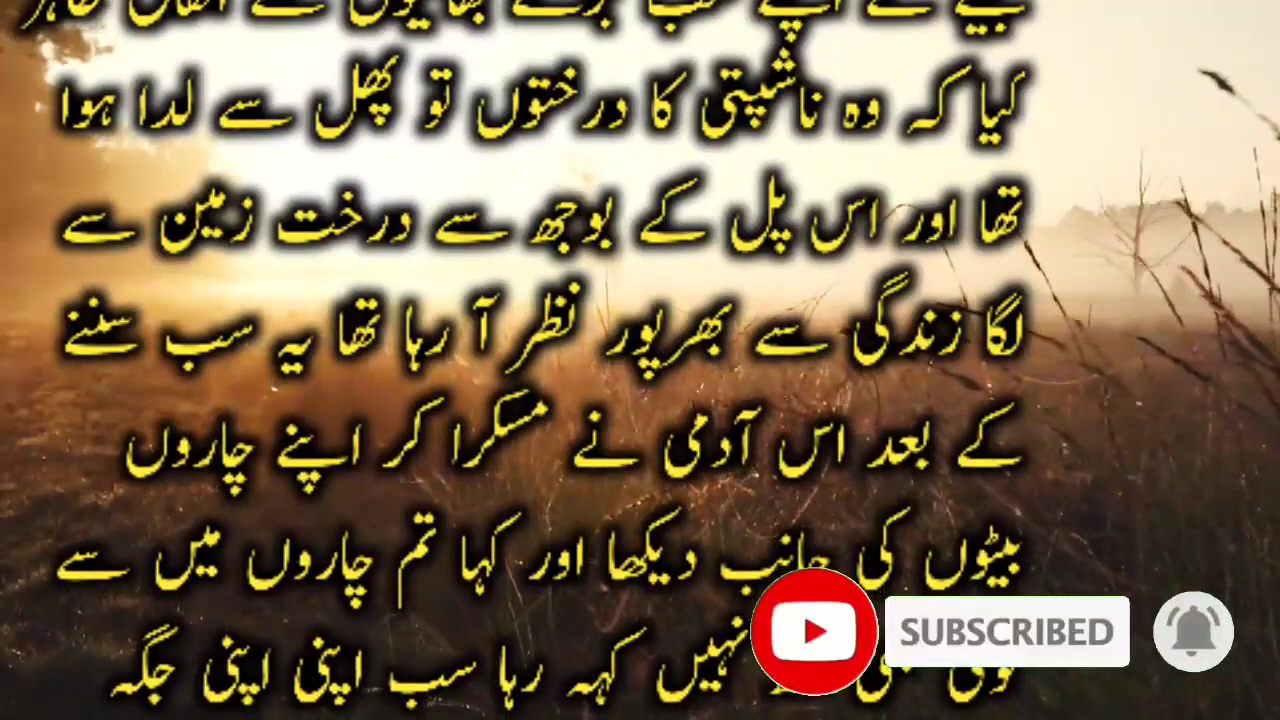 کیا کہ وہ ناشپتی کا درختوں تو پھل سے لدا ہوا
تھا اور اس پل کے بوجھ سے درخت زمین سے
لگا زندگی سے بھرپور نظر آ رہا تھا یہ سب سننے
کے بعد اس آدمی نے مسکرا کر اپنے چاروں
بیٹوں کی جانب دیکھا اور کہا تم چاروں میں سے
نہیں کہہ رہا سب اپنی اپنی جگہ
SUBSCRIBED